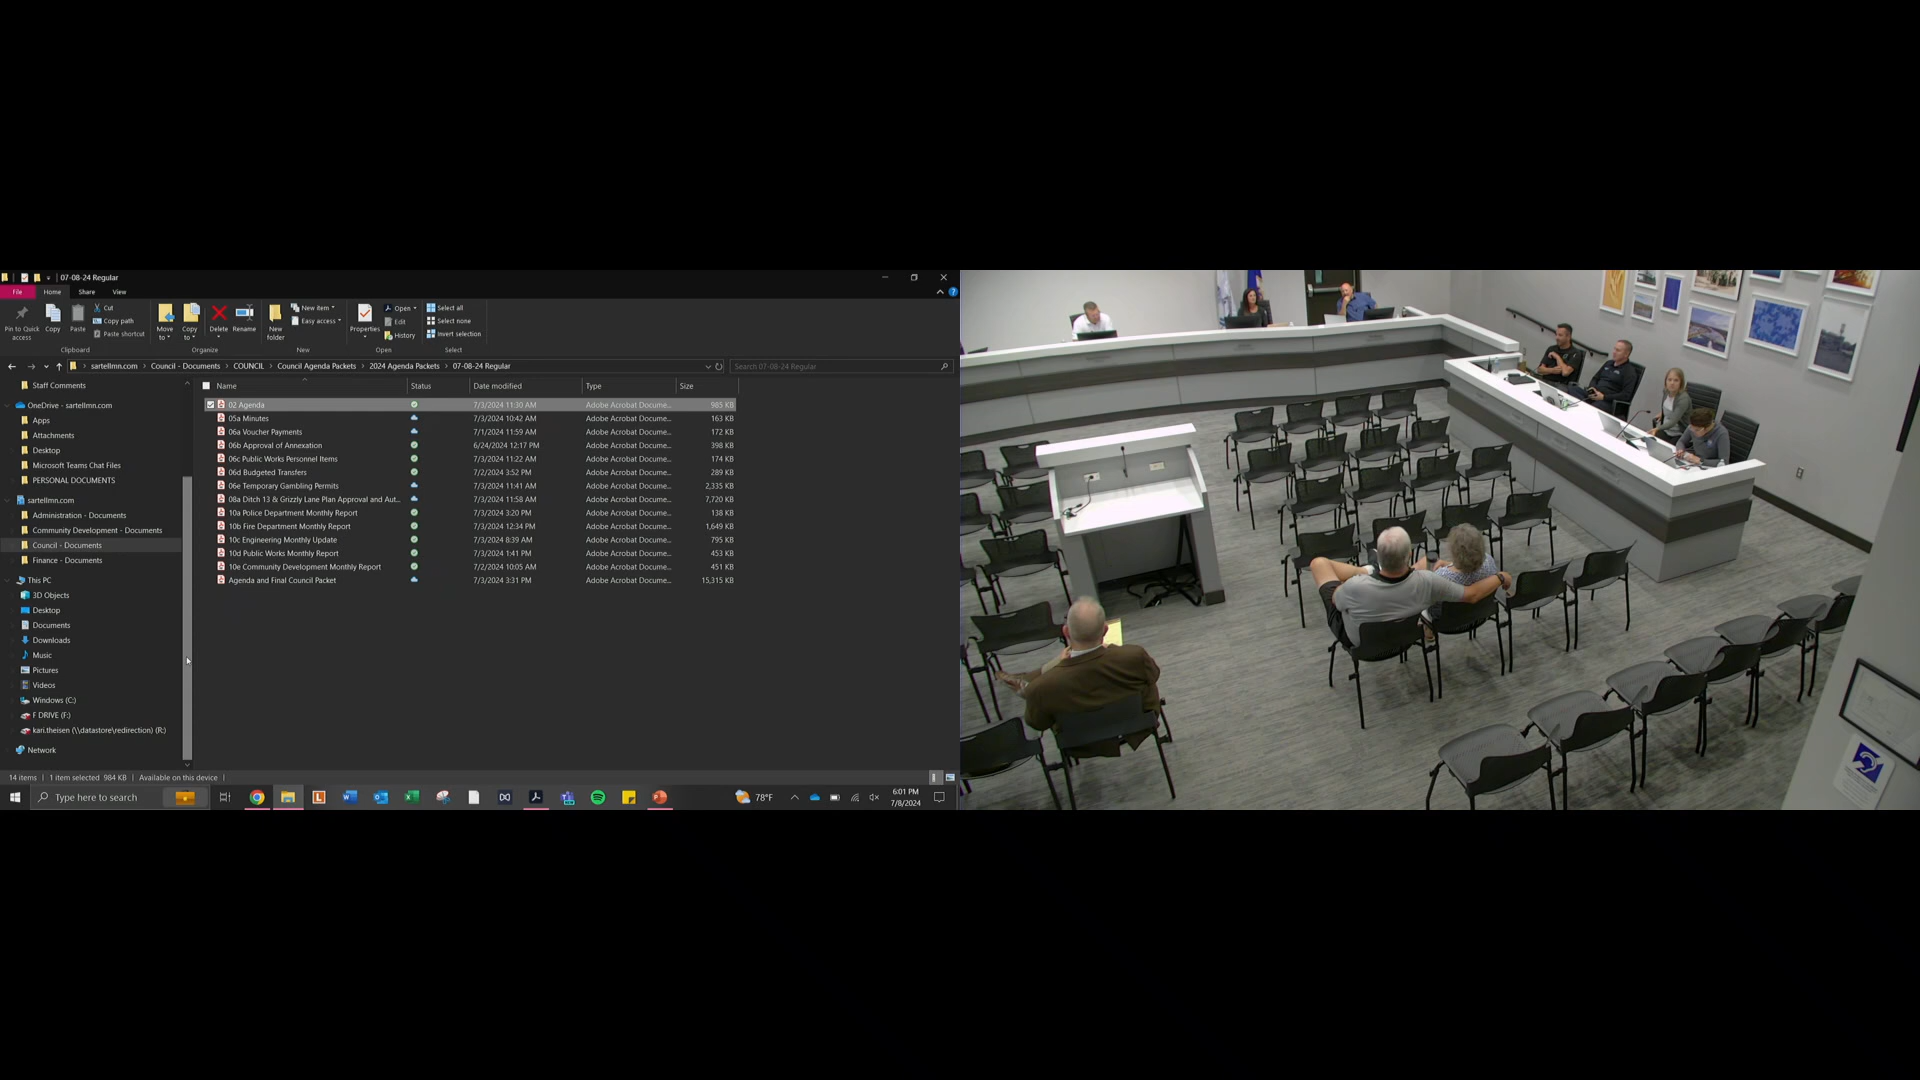 07-08-24 Regular
File Home Share View
Pin to Quick access
Copy
Paste
Cut
Copy path
Paste shortcut
Clipboard
Move to
Copy to
Delete
Rename
Organize
New folder
New item
Easy access
New
Properties
Open
Edit
History
Open
Select all
Select none
Invert selection
Select
sartellmn.com > Council - Documents > COUNCIL > Council Agenda Packets > 2024 Agenda Packets > 07-08-24 Regular
Search 07-08-24 Regular
Staff Comments
OneDrive - sartellmn.com
Apps
Attachments
Desktop
Microsoft Teams Chat Files
PERSONAL DOCUMENTS
sartellmn.com
Administration - Documents
Community Development - Documents
Council - Documents
Finance - Documents
This PC
3D Objects
Desktop
Documents
Downloads
Music
Pictures
Videos
Windows (C:)
F DRIVE (F:)
kari.theisen (\\datastore\redirection) (R:)
Network
Name Status Date modified Type Size
02 Agenda 7/3/2024 11:30 AM Adobe Acrobat Docume... 985 KB
05a Minutes 7/3/2024 10:42 AM Adobe Acrobat Docume... 163 KB
06a Voucher Payments 7/1/2024 11:59 AM Adobe Acrobat Docume... 172 KB
06b Approval of Annexation 6/24/2024 12:17 PM Adobe Acrobat Docume... 398 KB
06c Public Works Personnel Items 7/3/2024 11:22 AM Adobe Acrobat Docume... 174 KB
06d Budgeted Transfers 7/2/2024 3:52 PM Adobe Acrobat Docume... 289 KB
06e Temporary Gambling Permits 7/3/2024 11:41 AM Adobe Acrobat Docume... 2,335 KB
08a Ditch 13 & Grizzly Lane Plan Approval and Aut... 7/3/2024 11:58 AM Adobe Acrobat Docume... 7,720 KB
10a Police Department Monthly Report 7/3/2024 3:20 PM Adobe Acrobat Docume... 138 KB
10b Fire Department Monthly Report 7/3/2024 12:34 PM Adobe Acrobat Docume... 1,649 KB
10c Engineering Monthly Update 7/3/2024 8:39 AM Adobe Acrobat Docume... 795 KB
10d Public Works Monthly Report 7/3/2024 1:41 PM Adobe Acrobat Docume... 453 KB
10e Community Development Monthly Report 7/2/2024 10:05 AM Adobe Acrobat Docume... 451 KB
Agenda and Final Council Packet 7/3/2024 3:31 PM Adobe Acrobat Docume... 15,315 KB
14 items 1 item selected 984 KB Available on this device
Type here to search
78°F
6:01 PM
7/8/2024